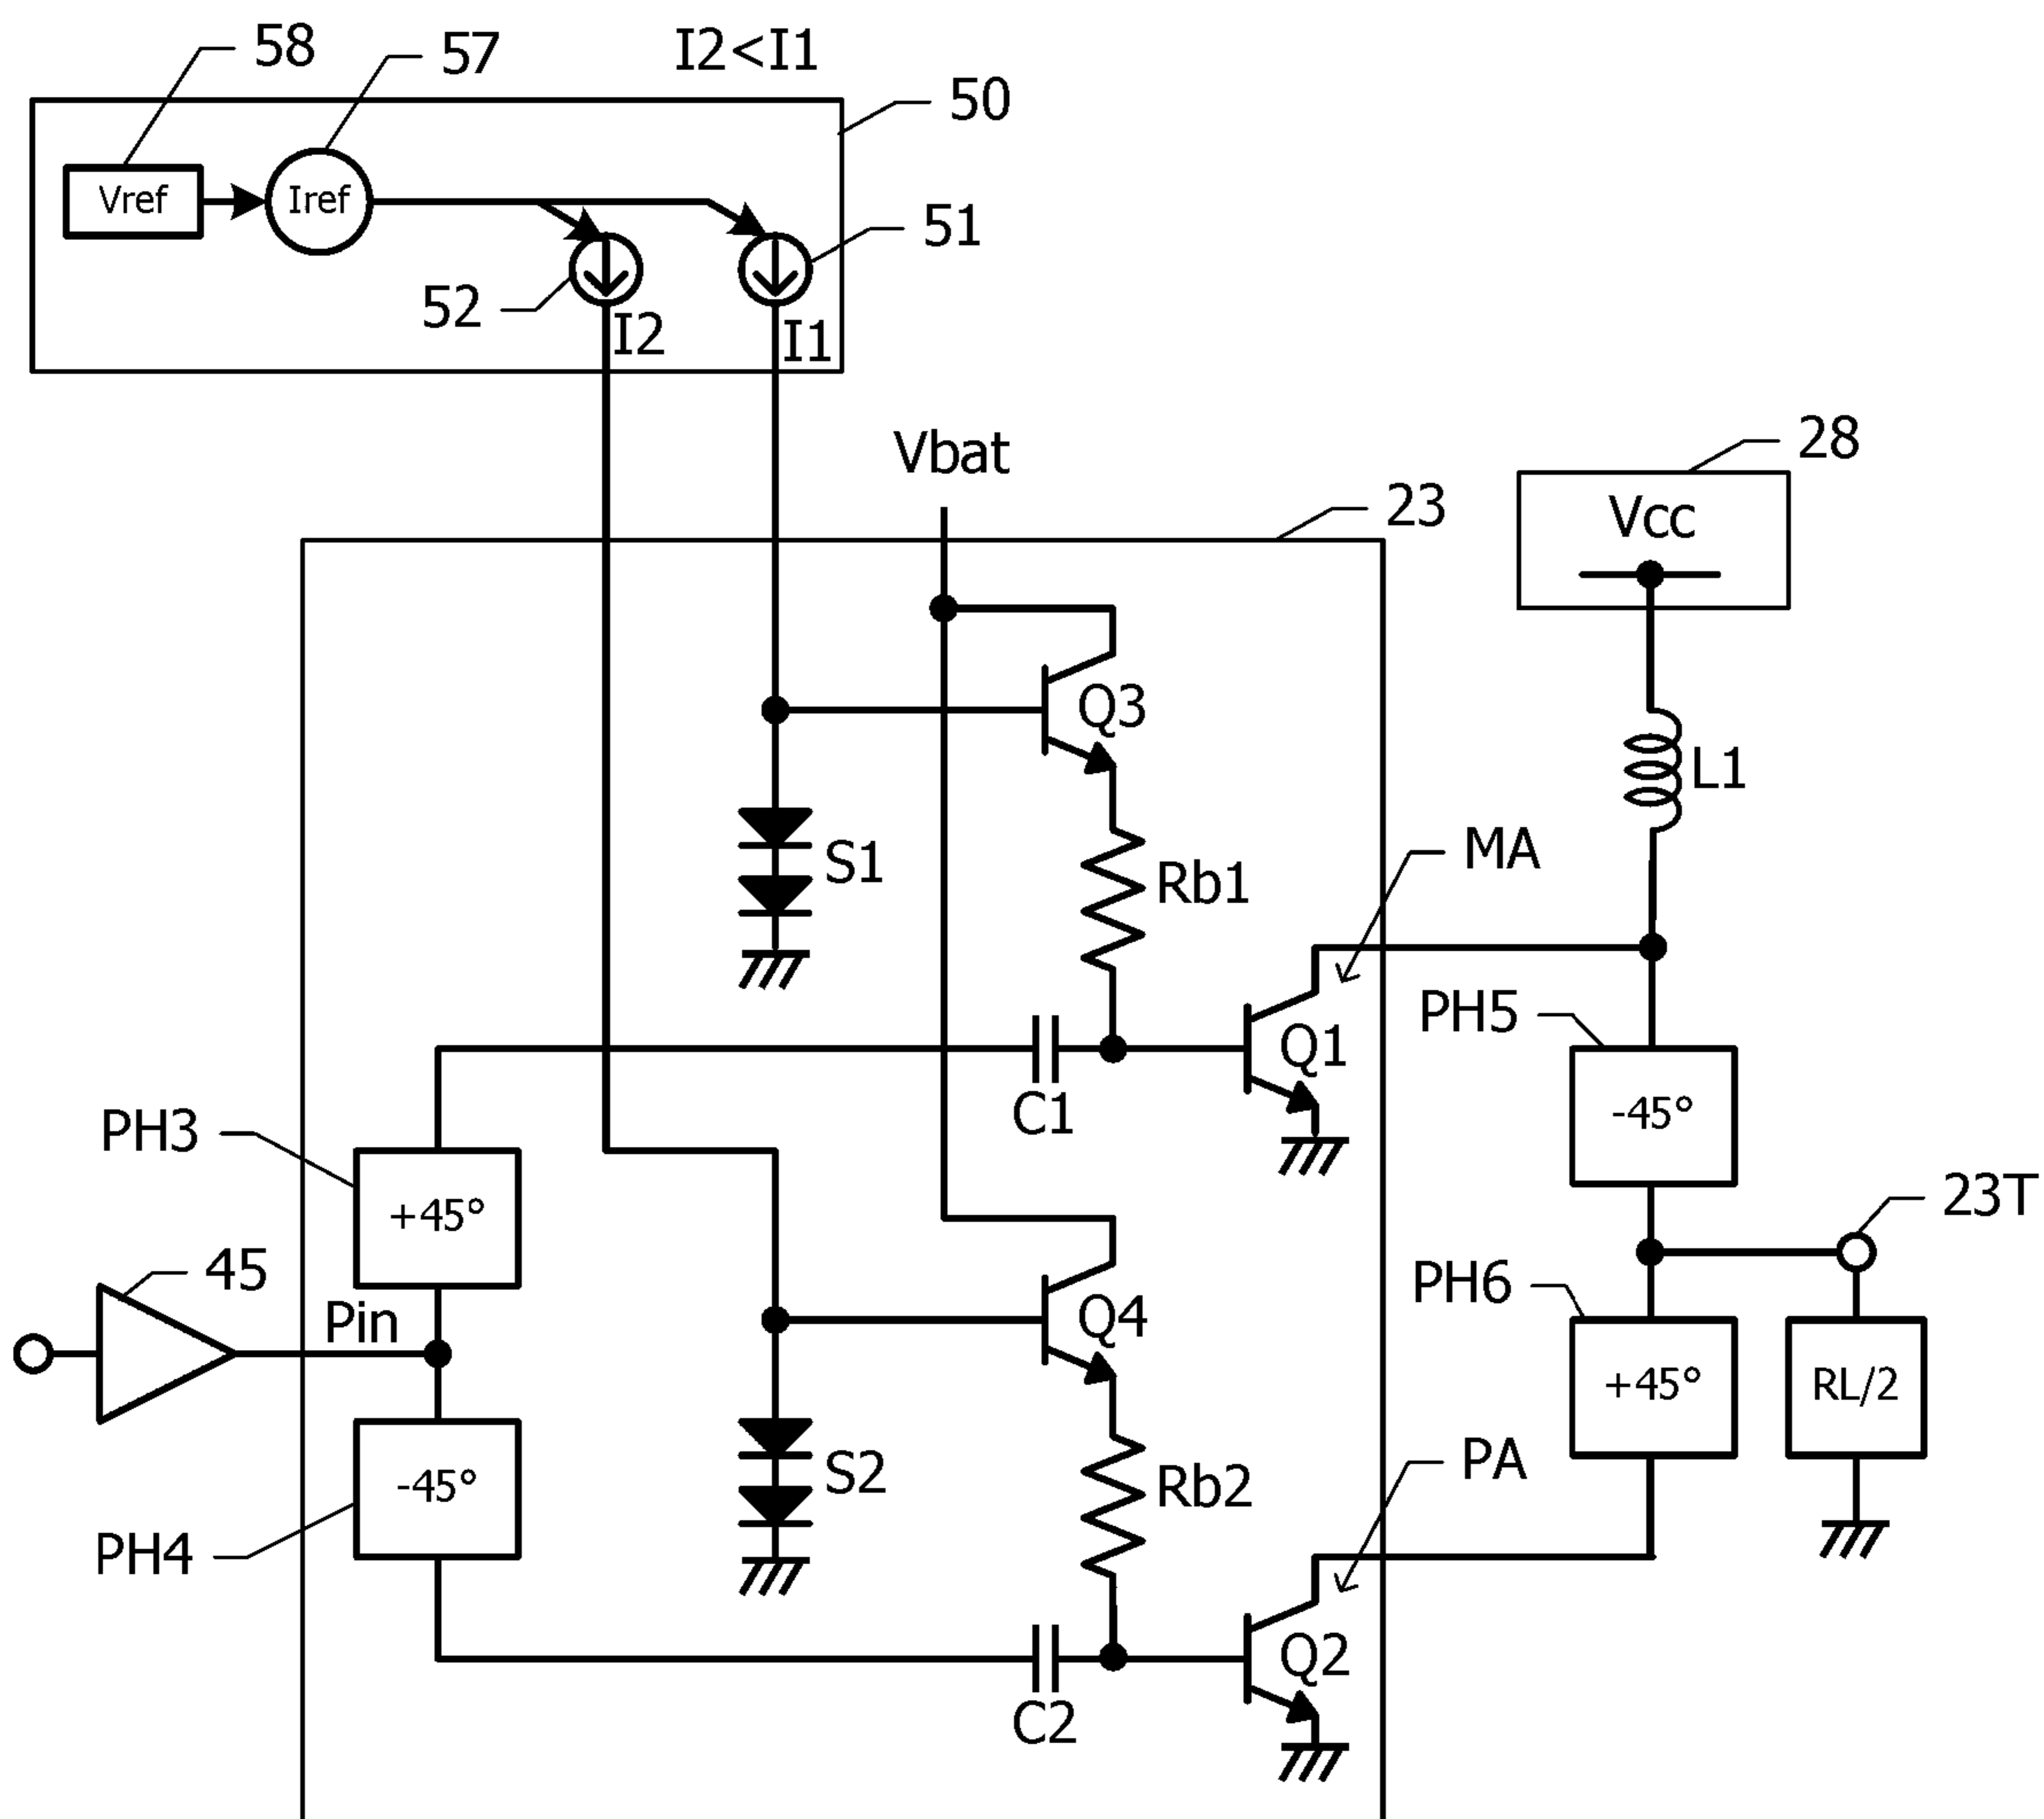 58
57
I2<I1
50
Vref
Iref
51
52
I2
I1
Vbat
28
Vcc
23
Q3
L1
S1
Rb1
MA
PH5
Q1
-45°
C1
PH3
+45°
23T
45
Pin
PH6
Q4
+45°
RL/2
-45°
S2
Rb2
PA
PH4
Q2
C2